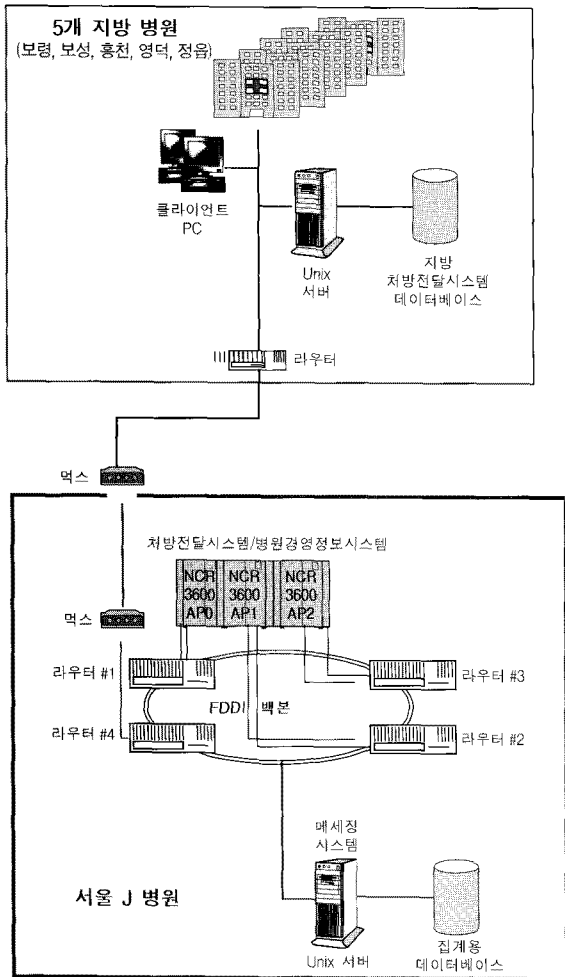 5개 지방 병원
(보령, 보성, 홍천, 영덕, 정읍)
클라이언트
PC
Unix
서버
지방
처방전달시스템
데이터베이스
라우터
먹스
처방전달시스템/병원경영정보시스템
NCR
3600
AP0
NCR
3600
AP1
NCR
3600
AP2
먹스
라우터 #1
라우터 #3
FDDI 백본
라우터 #4
라우터 #2
메세징
시스템
서울 J 병원
Unix 서버
집계용
데이터베이스